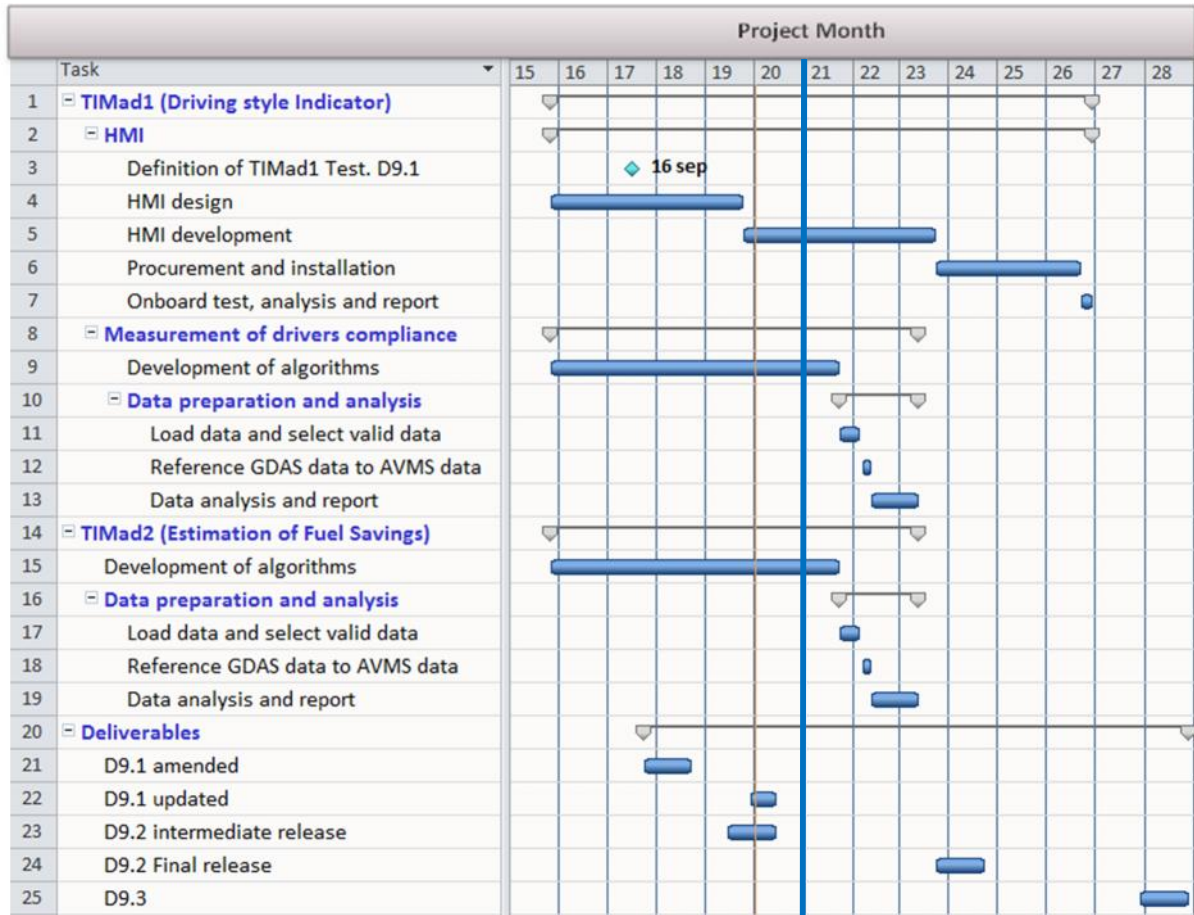 Project Month
Task 15 16 17 18 19 20 21 22 23 24 25 26 27 28
1 TIMad1 (Driving style Indicator)
2 HMI
3 Definition of TIMad1 Test. D9.1 16 sep
4 HMI design
5 HMI development
6 Procurement and installation
7 Onboard test, analysis and report
8 Measurement of drivers compliance
9 Development of algorithms
10 Data preparation and analysis
11 Load data and select valid data
12 Reference GDAS data to AVMS data
13 Data analysis and report
14 TIMad2 (Estimation of Fuel Savings)
15 Development of algorithms
16 Data preparation and analysis
17 Load data and select valid data
18 Reference GDAS data to AVMS data
19 Data analysis and report
20 Deliverables
21 D9.1 amended
22 D9.1 updated
23 D9.2 intermediate release
24 D9.2 Final release
25 D9.3